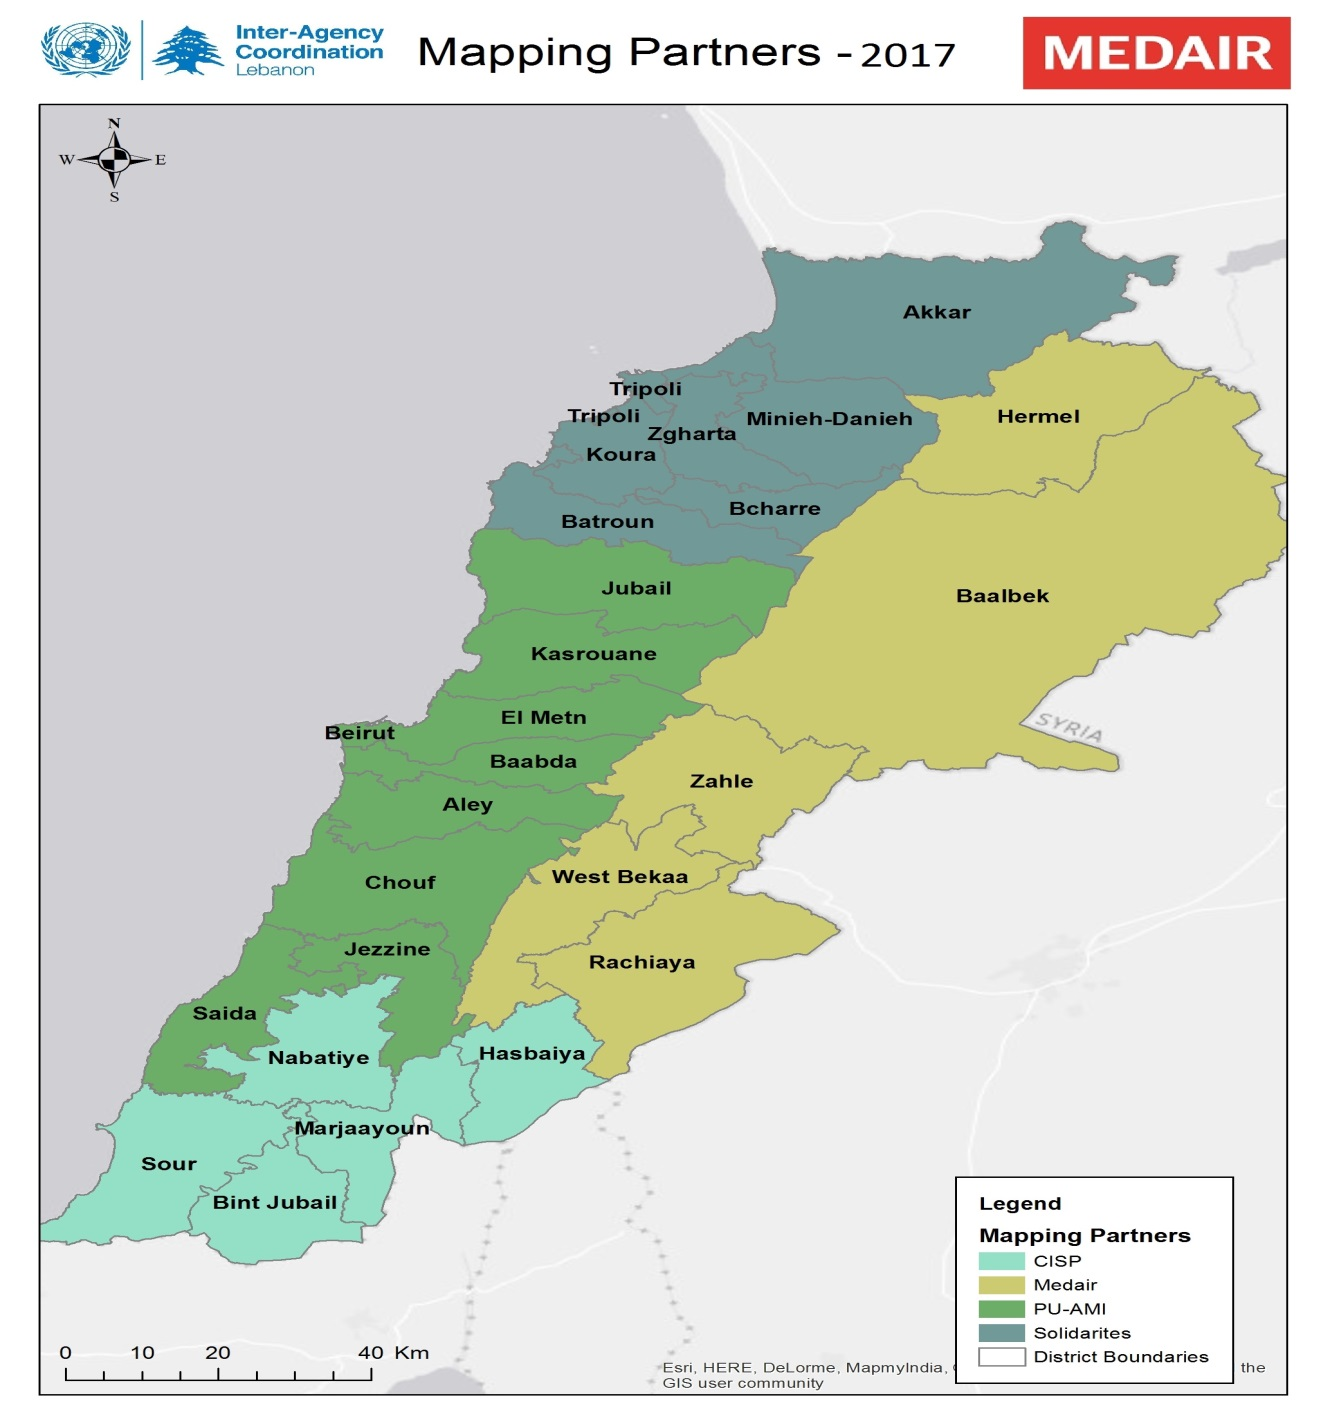 Inter-Agency
Coordination
Lebanon
Mapping Partners - 2017
MEDAIR
N
W E
S
Akkar
Tripoli
Hermel
Tripoli
Minieh-Danieh
Zgharta
Koura
Bcharre
Batroun
Jubail
Baalbek
Kasrouane
El Metn
SYRIA
Beirut
Baabda
Zahle
Aley
West Bekaa
Chouf
Jezzine
Rachiaya
Saida
Hasbaiya
Nabatiye
Marjaayoun
Sour
Bint Jubail
Legend
Mapping Partners
CISP
Medair
PU-AMI
Solidarites
District Boundaries
0 10 20 40 Km
Esri, HERE, DeLorme, MapmyIndia, the
GIS user community